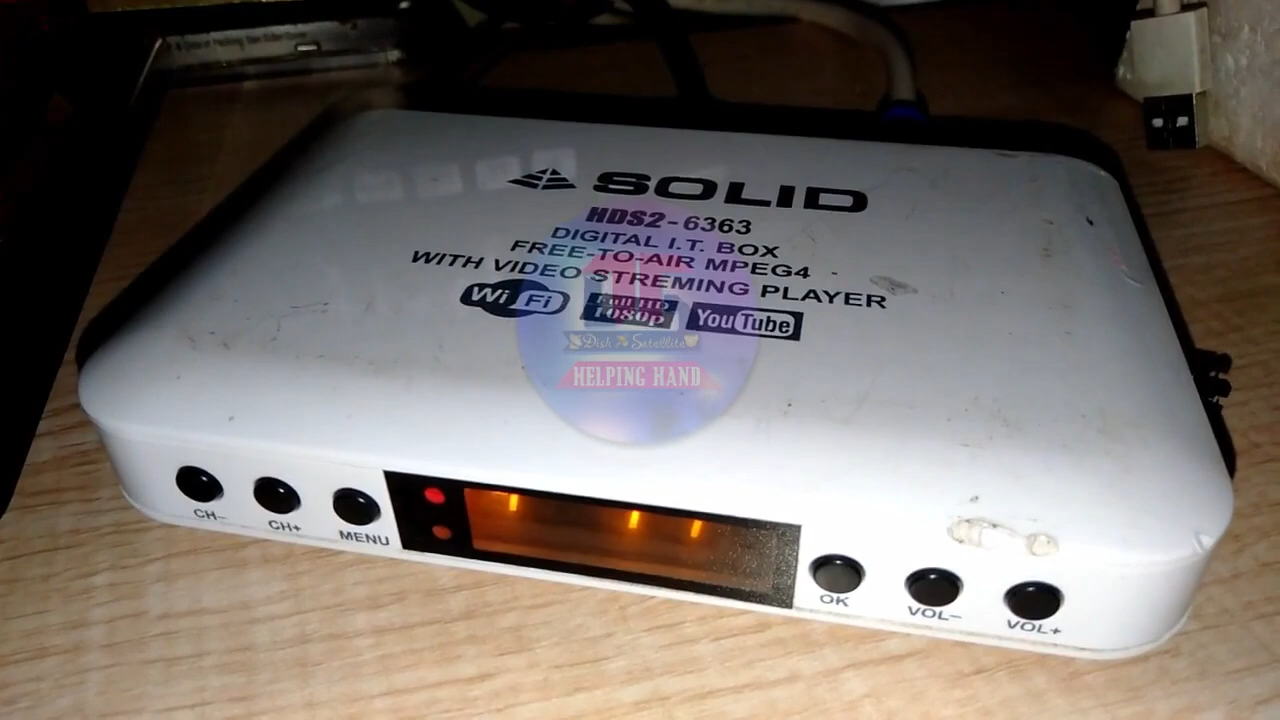 SOLID
HDS2-6363
DIGITAL I.T. BOX
FREE-TO-AIR MPEG4
WITH VIDEO STREMING PLAYER
WiFi Full HD 1080p YouTube
Dish Satellite
HELPING HAND
CH- CH+ MENU OK VOL- VOL+